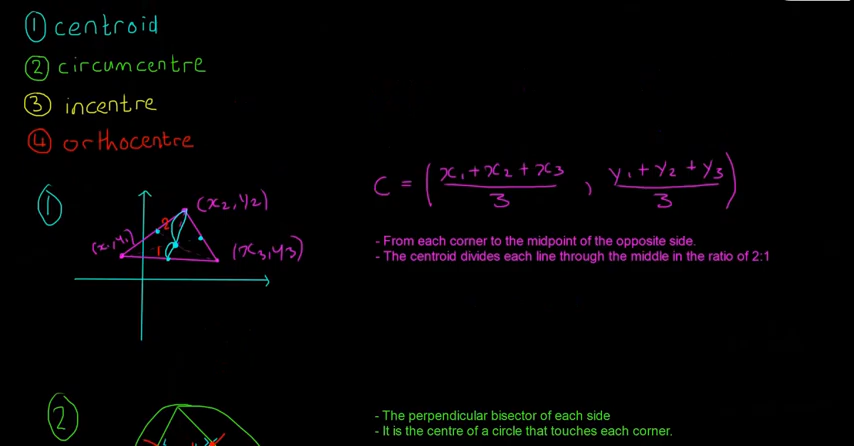 ① centroid
② circumcentre
③ incentre
④ orthocentre
①
(x₁, y₁)
(x₂, y₂)
(x₃, y₃)
2
1
C = ( (x₁ + x₂ + x₃)/3 , (y₁ + y₂ + y₃)/3 )
- From each corner to the midpoint of the opposite side.
- The centroid divides each line through the middle in the ratio of 2:1
②
- The perpendicular bisector of each side
- It is the centre of a circle that touches each corner.